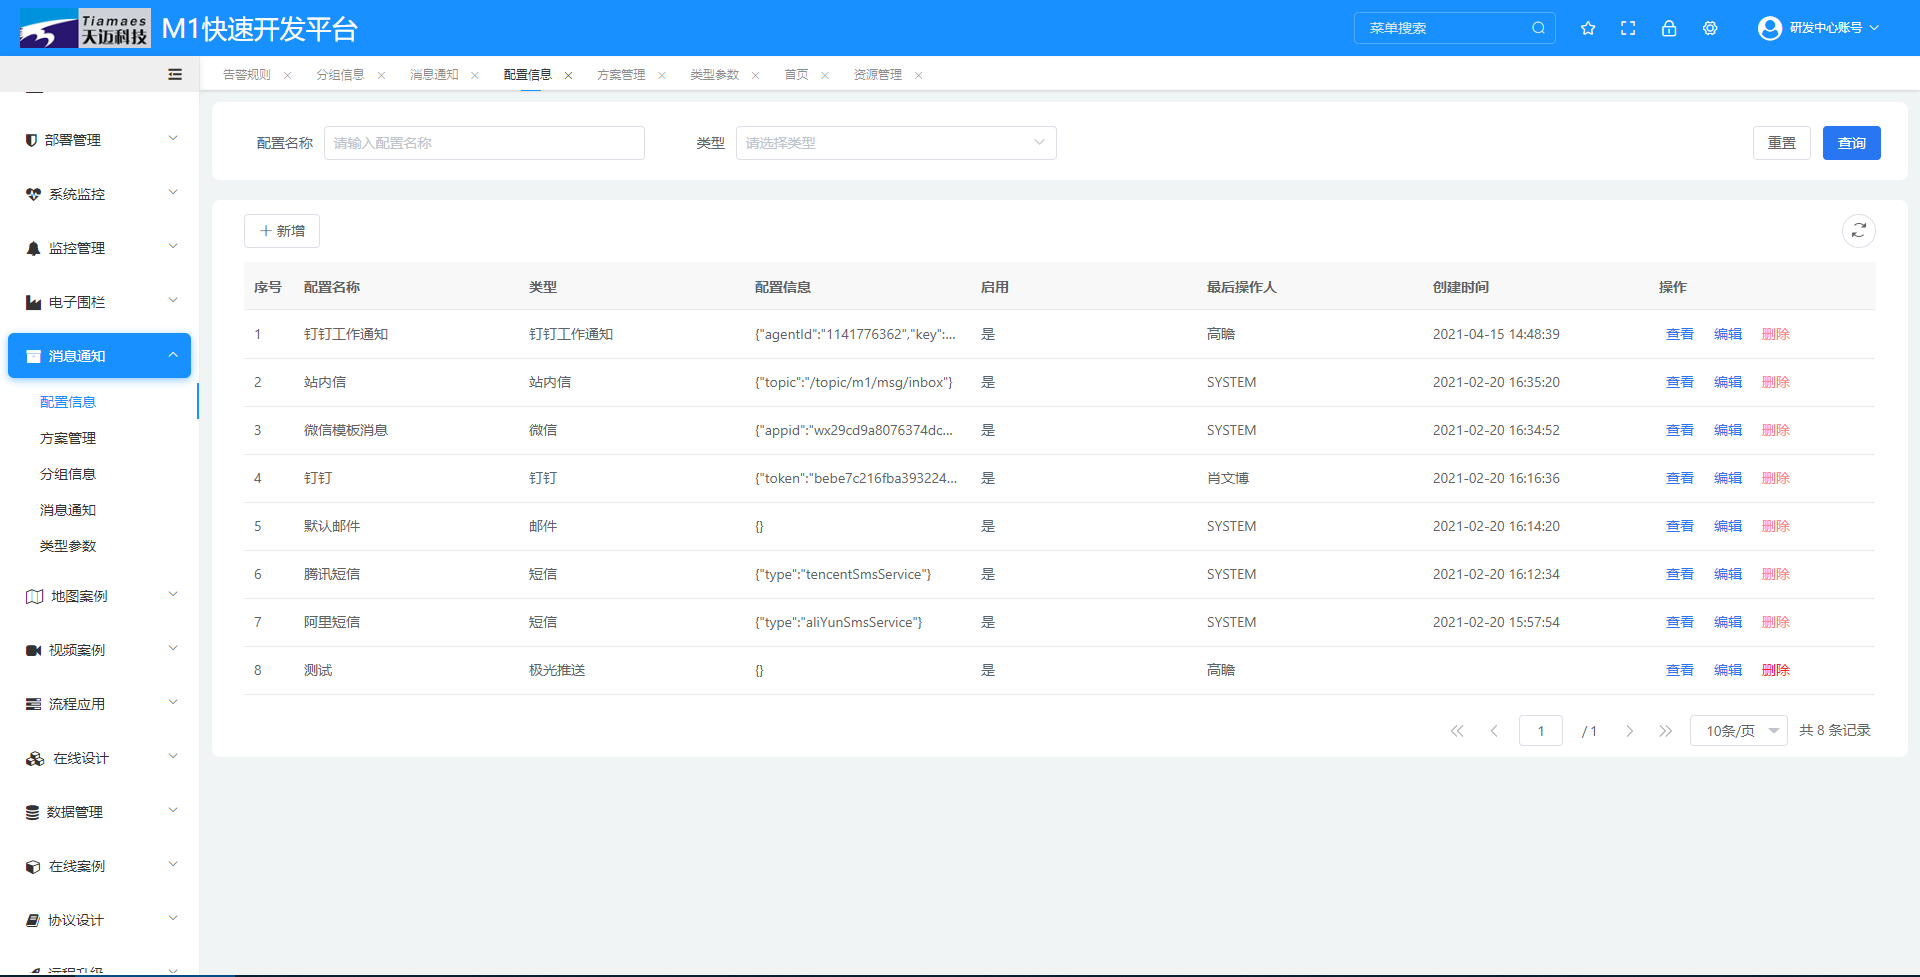 Tiamaes
天迈科技
M1快速开发平台
菜单搜索
研发中心账号
告警规则
分组信息
消息通知
配置信息
方案管理
类型参数
首页
资源管理
部署管理
系统监控
监控管理
电子围栏
消息通知
配置信息
方案管理
分组信息
消息通知
类型参数
地图案例
视频案例
流程应用
在线设计
数据管理
在线案例
协议设计
远程升级
配置名称 请输入配置名称 类型 请选择类型 重置 查询
新增
序号 配置名称 类型 配置信息 启用 最后操作人 创建时间 操作
1 钉钉工作通知 钉钉工作通知 {"agentId":"1141776362","key":... 是 高瞻 2021-04-15 14:48:39 查看 编辑 删除
2 站内信 站内信 {"topic":"/topic/m1/msg/inbox"} 是 SYSTEM 2021-02-20 16:35:20 查看 编辑 删除
3 微信模板消息 微信 {"appid":"wx29cd9a8076374dc... 是 SYSTEM 2021-02-20 16:34:52 查看 编辑 删除
4 钉钉 钉钉 {"token":"bebe7c216fba393224... 是 肖文博 2021-02-20 16:16:36 查看 编辑 删除
5 默认邮件 邮件 {} 是 SYSTEM 2021-02-20 16:14:20 查看 编辑 删除
6 腾讯短信 短信 {"type":"tencentSmsService"} 是 SYSTEM 2021-02-20 16:12:34 查看 编辑 删除
7 阿里短信 短信 {"type":"aliYunSmsService"} 是 SYSTEM 2021-02-20 15:57:54 查看 编辑 删除
8 测试 极光推送 {} 是 高瞻 查看 编辑 删除
1 / 1 10条/页 共 8 条记录